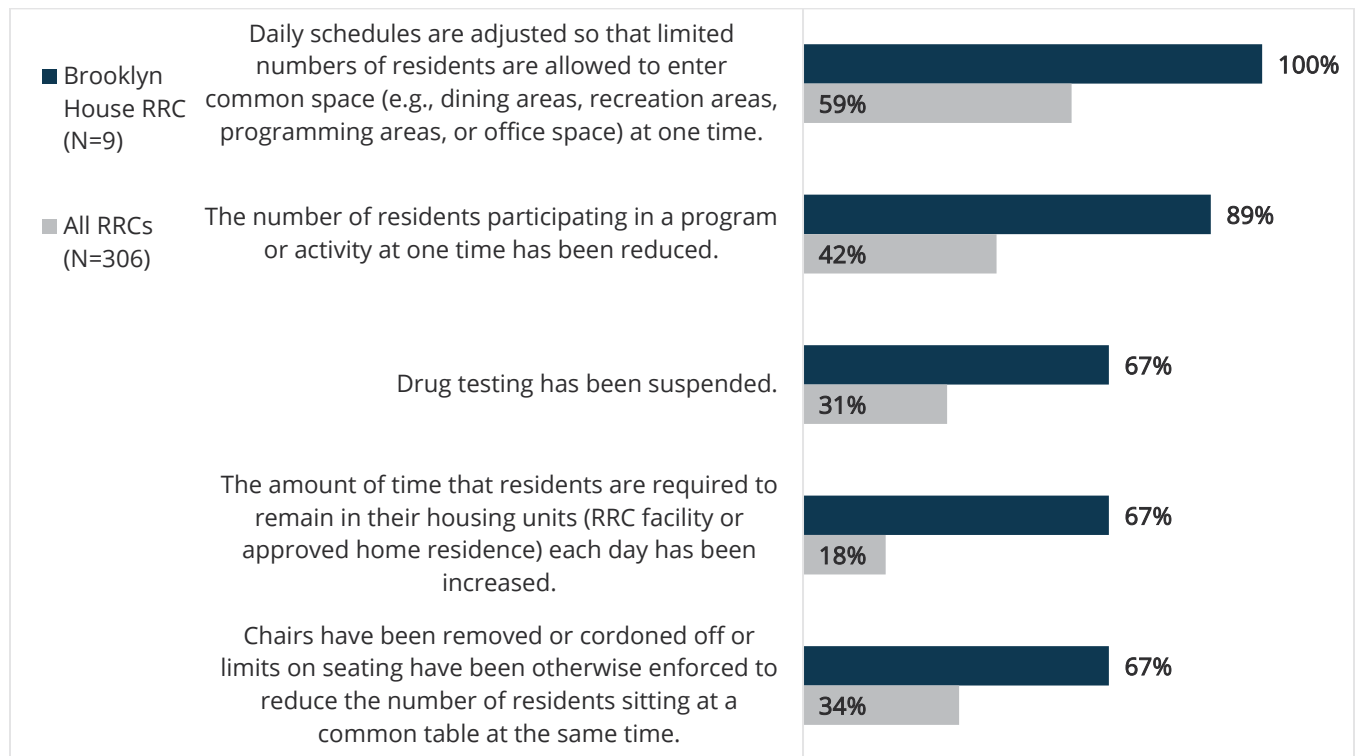 Brooklyn
House RRC
(N=9)
All RRCs
(N=306)
Daily schedules are adjusted so that limited
numbers of residents are allowed to enter
common space (e.g., dining areas, recreation areas,
programming areas, or office space) at one time.
100%
59%
The number of residents participating in a program
or activity at one time has been reduced.
89%
42%
Drug testing has been suspended.
67%
31%
The amount of time that residents are required to
remain in their housing units (RRC facility or
approved home residence) each day has been
increased.
67%
18%
Chairs have been removed or cordoned off or
limits on seating have been otherwise enforced to
reduce the number of residents sitting at a
common table at the same time.
67%
34%